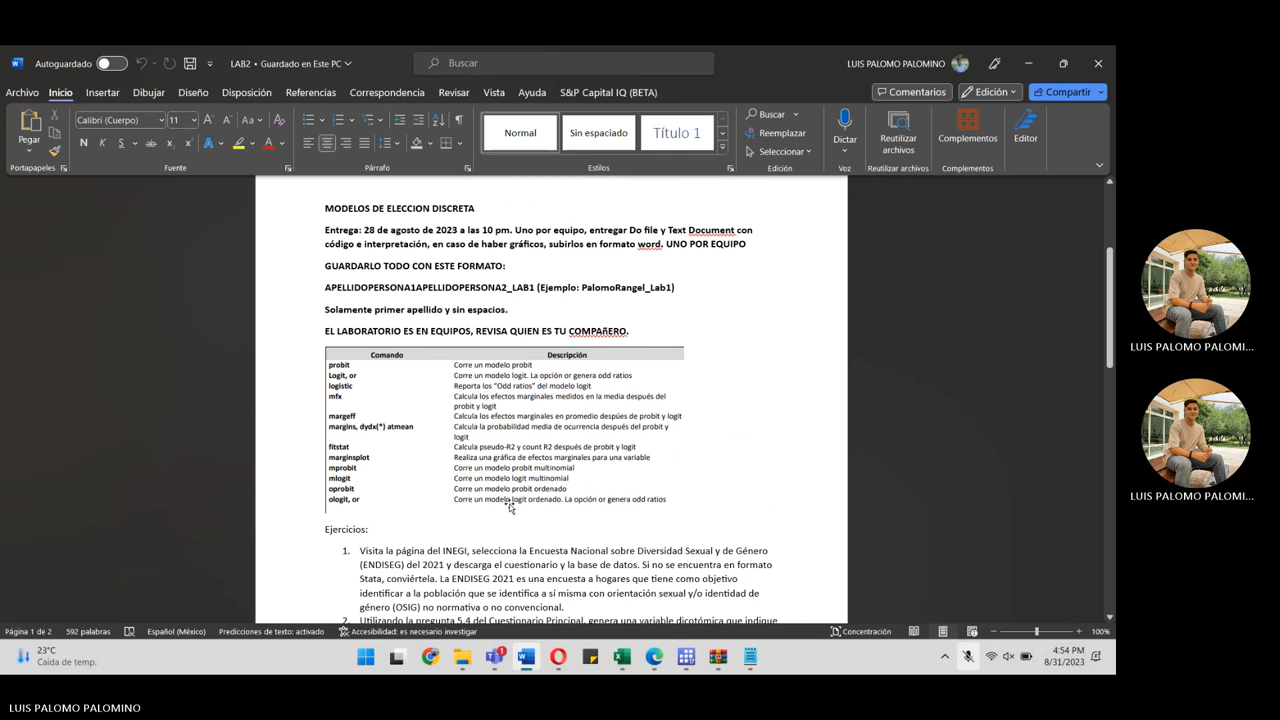 Autoguardado
LAB2 • Guardado en Este PC
Buscar
LUIS PALOMO PALOMINO
Archivo Inicio Insertar Dibujar Diseño Disposición Referencias Correspondencia Revisar Vista Ayuda S&P Capital IQ (BETA)
Comentarios Edición Compartir
Pegar
Calibri (Cuerpo) 11
Normal Sin espaciado Título 1
Buscar
Reemplazar
Seleccionar
Dictar
Reutilizar archivos
Complementos
Editor
Portapapeles Fuente Párrafo Estilos Edición Voz Reutilizar archivos Complementos
MODELOS DE ELECCION DISCRETA
Entrega: 28 de agosto de 2023 a las 10 pm. Uno por equipo, entregar Do file y Text Document con
código e interpretación, en caso de haber gráficos, subirlos en formato word. UNO POR EQUIPO
GUARDARLO TODO CON ESTE FORMATO:
APELLIDOPERSONA1APELLIDOPERSONA2_LAB1 (Ejemplo: PalomoRangel_Lab1)
Solamente primer apellido y sin espacios.
EL LABORATORIO ES EN EQUIPOS, REVISA QUIEN ES TU COMPAñERO.
Comando Descripción
probit Corre un modelo probit
Logit, or Corre un modelo logit. La opción or genera odd ratios
logistic Reporta los “Odd ratios” del modelo logit
mfx Calcula los efectos marginales medidos en la media después del
probit y logit
margeff Calcula los efectos marginales en promedio despúes de probit y logit
margins, dydx(*) atmean Calcula la probabilidad media de ocurrencia después del probit y
logit
fitstat Calcula pseudo-R2 y count R2 después de probit y logit
marginsplot Realiza una gráfica de efectos marginales para una variable
mprobit Corre un modelo probit multinomial
mlogit Corre un modelo logit multinomial
oprobit Corre un modelo probit ordenado
ologit, or Corre un modelo logit ordenado. La opción or genera odd ratios
Ejercicios:
1. Visita la página del INEGI, selecciona la Encuesta Nacional sobre Diversidad Sexual y de Género
(ENDISEG) del 2021 y descarga el cuestionario y la base de datos. Si no se encuentra en formato
Stata, conviértela. La ENDISEG 2021 es una encuesta a hogares que tiene como objetivo
identificar a la población que se identifica a sí misma con orientación sexual y/o identidad de
género (OSIG) no normativa o no convencional.
2. Utilizando la pregunta 5.4 del Cuestionario Principal, genera una variable dicotómica que indique
Página 1 de 2 592 palabras Español (México) Predicciones de texto: activado Accesibilidad: es necesario investigar Concentración 100%
23°C
Caída de temp.
1
4:54 PM
8/31/2023
LUIS PALOMO PALOMI...
LUIS PALOMO PALOMI...
LUIS PALOMO PALOMINO